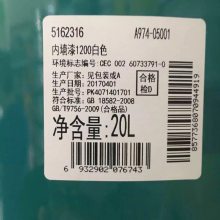 5162316 A974-05001
内墙漆1200白色
环境标志编号:CEC 002 60733791-0
生产厂家: 见包装或A
生产日期: 20170401
生产批号: PK4071401701
符合标准: GB 18582-2008
GB/T9756-2009(合格品)
合格
检D
净含量: 20L
6 932902 076743